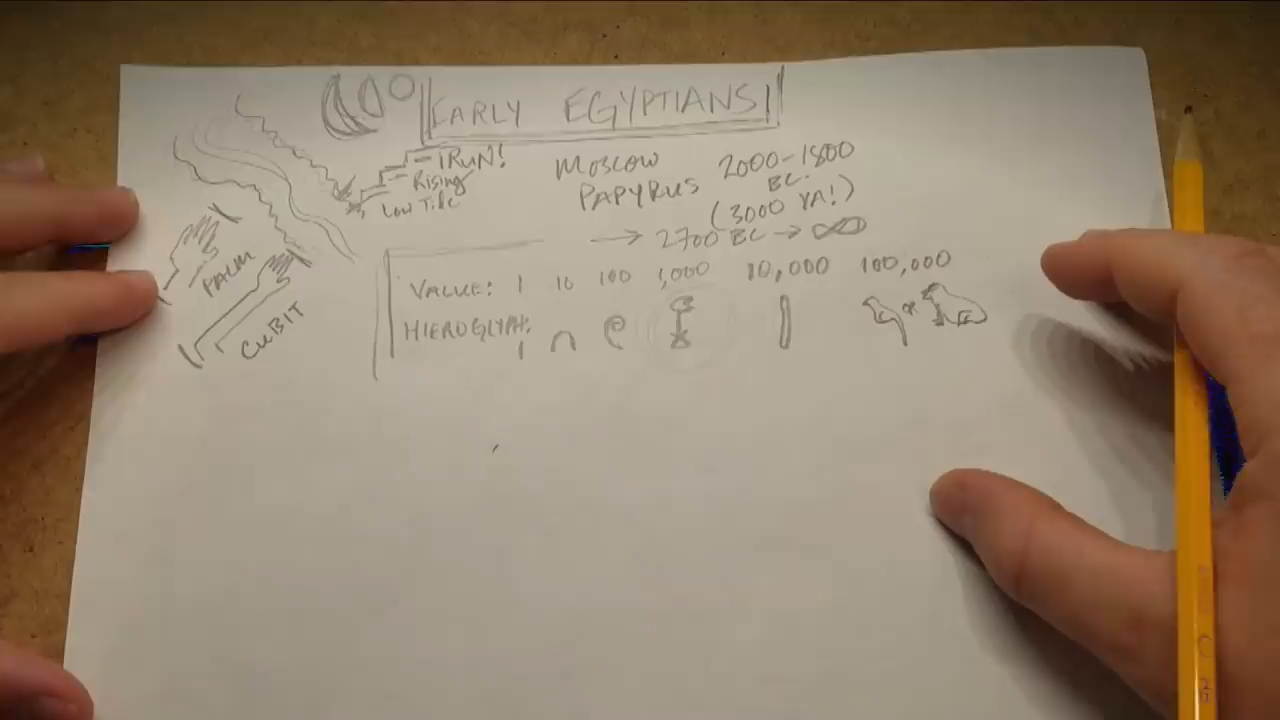 EARLY EGYPTIANS!
RUN!
Rising
Low Tide
MOSCOW PAPYRUS
2000-1800 BC.
(3000 YA!)
→ 2700 BC → ∞
PALM
CUBIT
VALUE: 1 10 100 1,000 10,000 100,000
HIEROGLYPH:
or